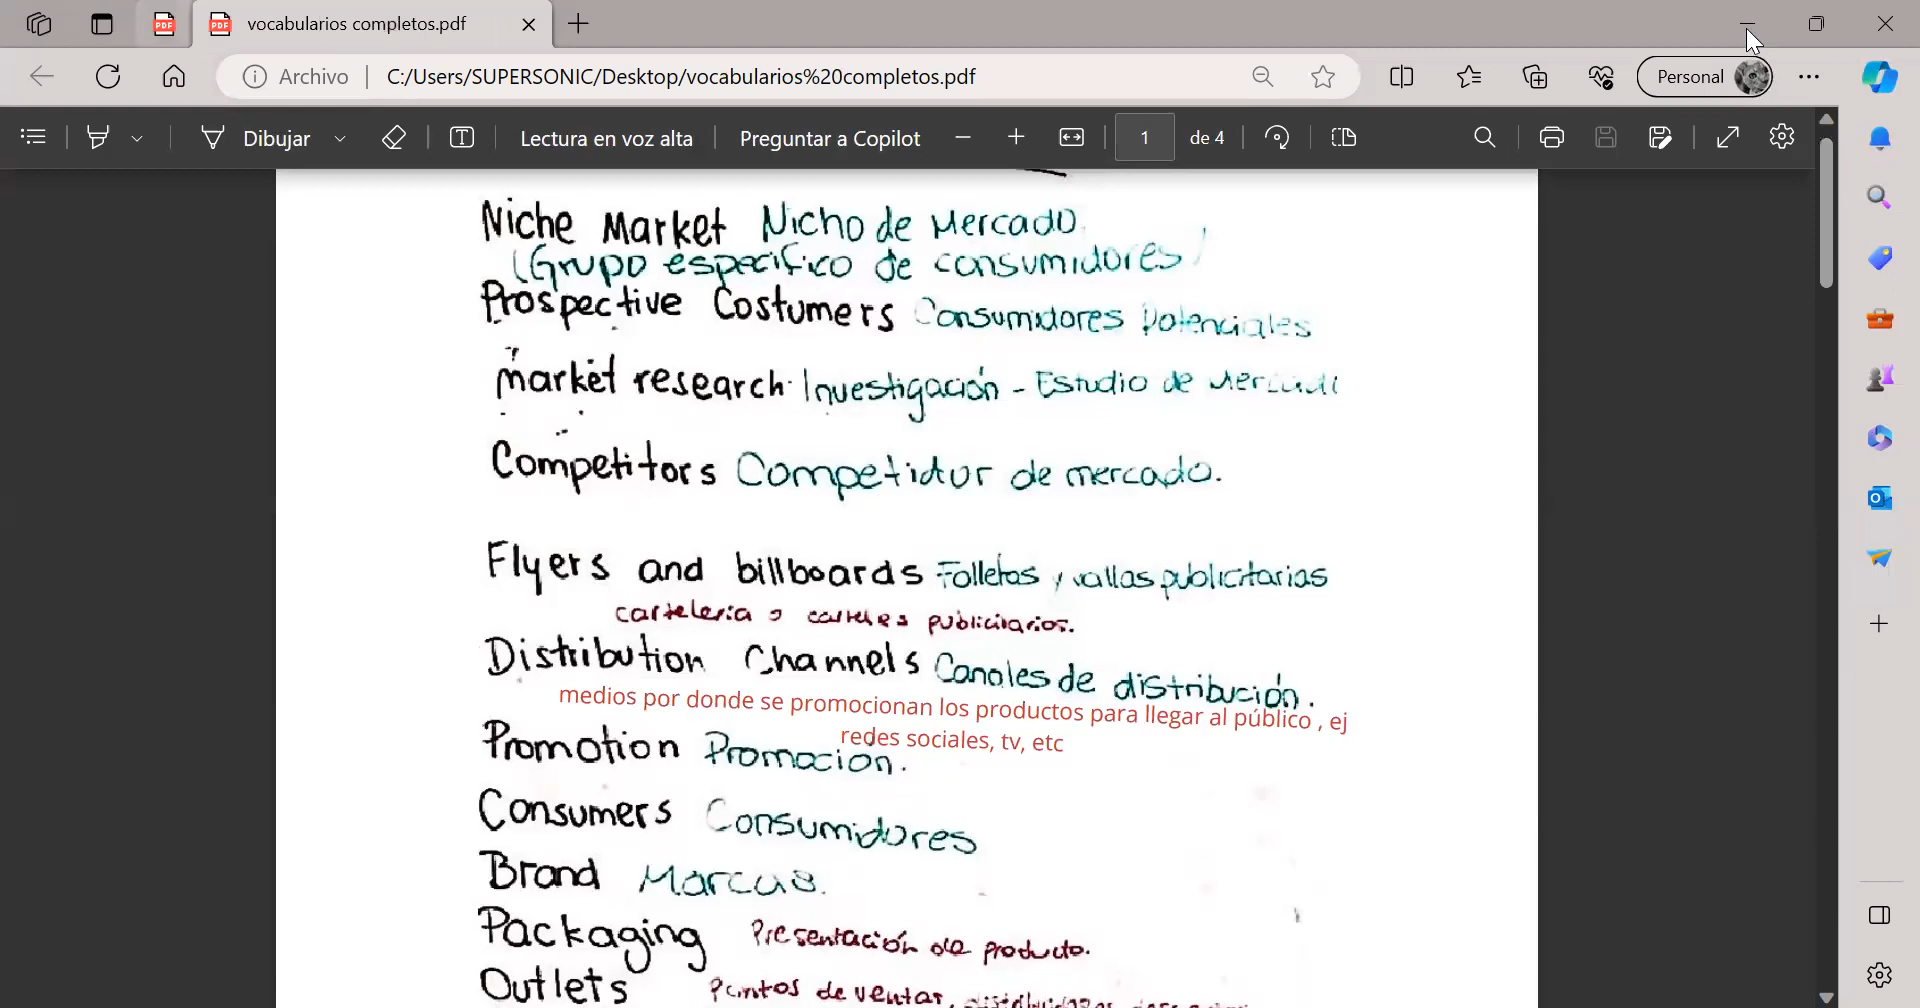 vocabularios completos.pdf
Archivo C:/Users/SUPERSONIC/Desktop/vocabularios%20completos.pdf Personal
Dibujar Lectura en voz alta Preguntar a Copilot 1 de 4
Niche Market Nicho de Mercado
(Grupo especifico de consumidores)
Prospective Costumers Consumidores Potenciales
market research Investigación - Estudio de
Competitors Competidor de mercado.
Flyers and billboards Folletos y vallas publicitarias
carteleria o carteles publicitarios.
Distribution Channels Canales de distribución.
medios por donde se promocionan los productos para llegar al público , ej
redes sociales, tv, etc
Promotion Promoción.
Consumers Consumidores
Brand Marcas.
Packaging Presentación de producto.
Outlets Puntos de ventar,